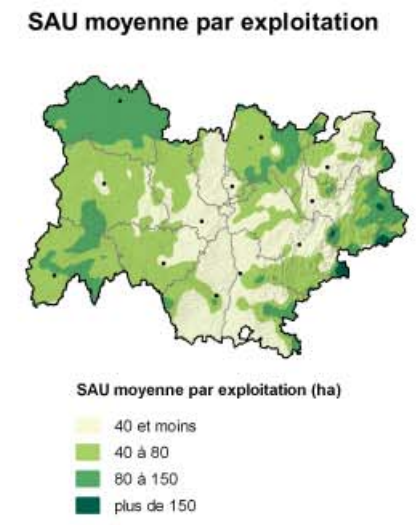 SAU moyenne par exploitation
SAU moyenne par exploitation (ha)
40 et moins
40 à 80
80 à 150
plus de 150